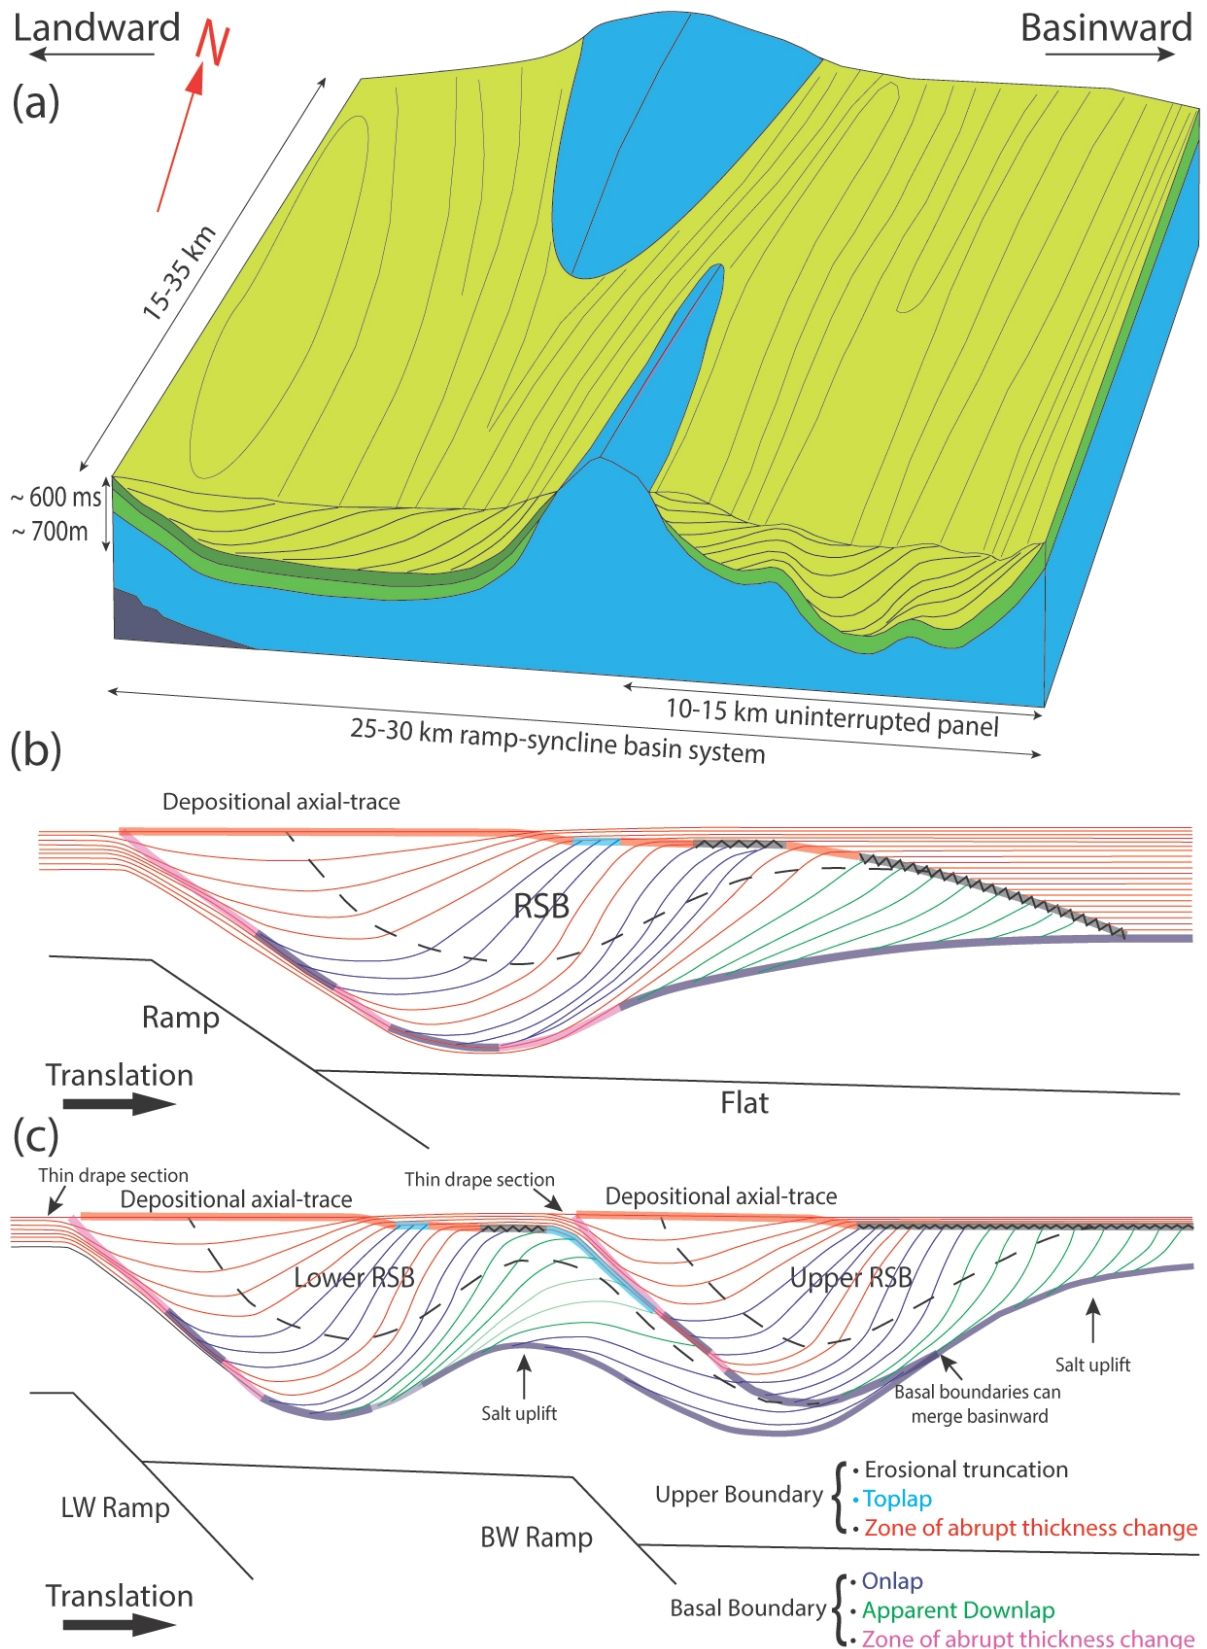 Landward
N
Basinward
(a)
15-35 km
~ 600 ms
~ 700m
10-15 km uninterrupted panel
25-30 km ramp-syncline basin system
(b)
Depositional axial-trace
RSB
Ramp
Translation
Flat
(c)
Thin drape section
Thin drape section
Depositional axial-trace
Depositional axial-trace
Lower RSB
Upper RSB
Salt uplift
Salt uplift
Basal boundaries can
merge basinward
LW Ramp
BW Ramp
Translation
Upper Boundary
• Erosional truncation
• Toplap
• Zone of abrupt thickness change
Basal Boundary
• Onlap
• Apparent Downlap
• Zone of abrupt thickness change